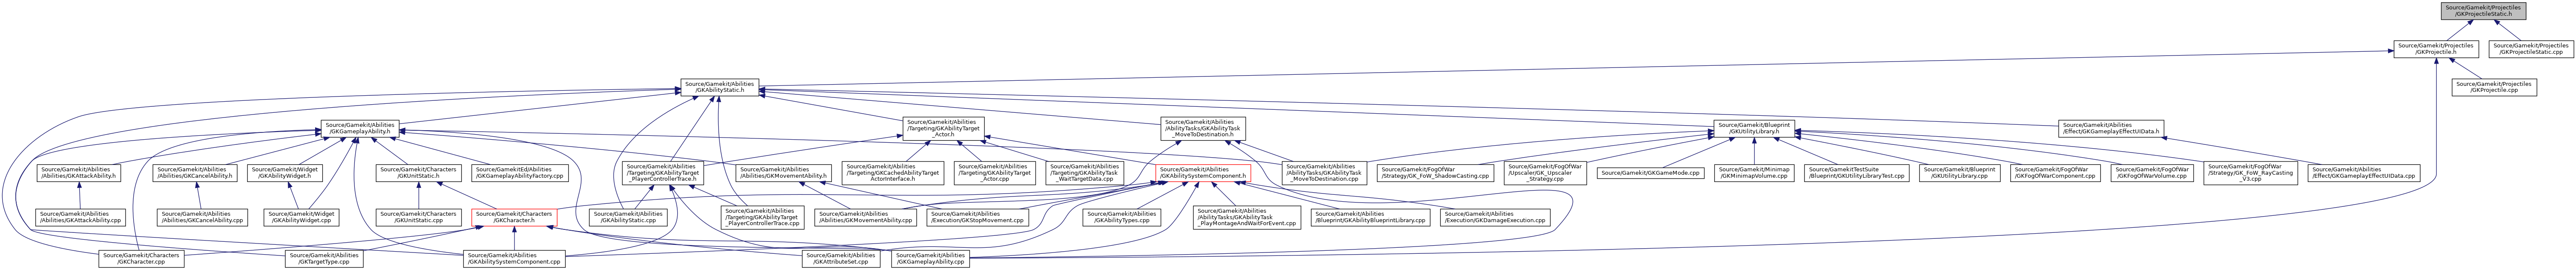 Source/Gamekit/Projectiles
/GKProjectileStatic.h
Source/Gamekit/Projectiles
/GKProjectile.h
Source/Gamekit/Projectiles
/GKProjectileStatic.cpp
Source/Gamekit/Abilities
/GKAbilityStatic.h
Source/Gamekit/Projectiles
/GKProjectile.cpp
Source/Gamekit/Abilities
/GKGameplayAbility.h
Source/Gamekit/Abilities
/Targeting/GKAbilityTarget
_Actor.h
Source/Gamekit/Abilities
/AbilityTasks/GKAbilityTask
_MoveToDestination.h
Source/Gamekit/Blueprint
/GKUtilityLibrary.h
Source/Gamekit/Abilities
/Effect/GKGameplayEffectUIData.h
Source/Gamekit/Abilities
/Abilities/GKAttackAbility.h
Source/Gamekit/Abilities
/Abilities/GKCancelAbility.h
Source/Gamekit/Widget
/GKAbilityWidget.h
Source/Gamekit/Characters
/GKUnitStatic.h
Source/GamekitEd/Abilities
/GKGameplayAbilityFactory.cpp
Source/Gamekit/Abilities
/Targeting/GKAbilityTarget
_PlayerControllerTrace.h
Source/Gamekit/Abilities
/Abilities/GKMovementAbility.h
Source/Gamekit/Abilities
/Targeting/GKCachedAbilityTarget
ActorInterface.h
Source/Gamekit/Abilities
/Targeting/GKAbilityTarget
_Actor.cpp
Source/Gamekit/Abilities
/Targeting/GKAbilityTask
_WaitTargetData.cpp
Source/Gamekit/Abilities
/GKAbilitySystemComponent.h
Source/Gamekit/Abilities
/AbilityTasks/GKAbilityTask
_MoveToDestination.cpp
Source/Gamekit/FogOfWar
/Strategy/GK_FoW_ShadowCasting.cpp
Source/Gamekit/FogOfWar
/Upscaler/GK_Upscaler
_Strategy.cpp
Source/Gamekit/GKGameMode.cpp
Source/Gamekit/Minimap
/GKMinmapVolume.cpp
Source/GamekitTestSuite
/Blueprint/GKUtilityLibraryTest.cpp
Source/Gamekit/Blueprint
/GKUtilityLibrary.cpp
Source/Gamekit/FogOfWar
/GKFogOfWarComponent.cpp
Source/Gamekit/FogOfWar
/GKFogOfWarVolume.cpp
Source/Gamekit/FogOfWar
/Strategy/GK_FoW_RayCasting
_V3.cpp
Source/Gamekit/Abilities
/Effect/GKGameplayEffectUIData.cpp
Source/Gamekit/Abilities
/Abilities/GKAttackAbility.cpp
Source/Gamekit/Abilities
/Abilities/GKCancelAbility.cpp
Source/Gamekit/Widget
/GKAbilityWidget.cpp
Source/Gamekit/Characters
/GKUnitStatic.cpp
Source/Gamekit/Characters
/GKCharacter.h
Source/Gamekit/Abilities
/GKAbilityStatic.cpp
Source/Gamekit/Abilities
/Targeting/GKAbilityTarget
_PlayerControllerTrace.cpp
Source/Gamekit/Abilities
/Abilities/GKMovementAbility.cpp
Source/Gamekit/Abilities
/Execution/GKStopMovement.cpp
Source/Gamekit/Abilities
/GKAbilityTypes.cpp
Source/Gamekit/Abilities
/AbilityTasks/GKAbilityTask
_PlayMontageAndWaitForEvent.cpp
Source/Gamekit/Abilities
/Blueprint/GKAbilityBlueprintLibrary.cpp
Source/Gamekit/Abilities
/Execution/GKDamageExecution.cpp
Source/Gamekit/Characters
/GKCharacter.cpp
Source/Gamekit/Abilities
/GKTargetType.cpp
Source/Gamekit/Abilities
/GKAbilitySystemComponent.cpp
Source/Gamekit/Abilities
/GKAttributeSet.cpp
Source/Gamekit/Abilities
/GKGameplayAbility.cpp